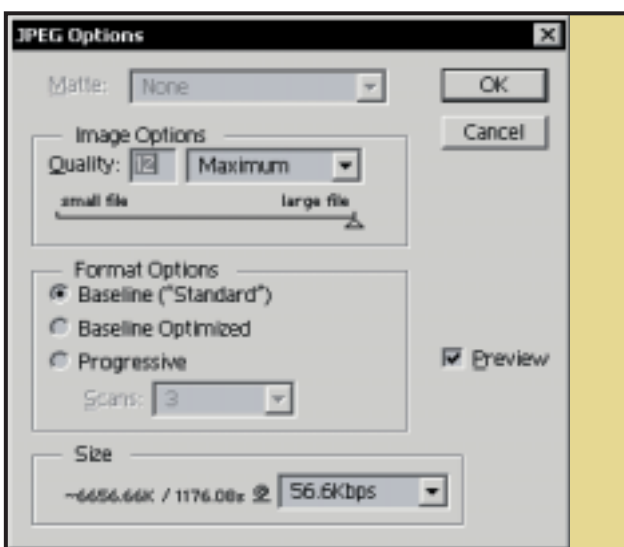 JPEG Options
Matte: None
OK
Image Options
Cancel
Quality: 12 Maximum
small file large file
Format Options
Baseline ("Standard")
Baseline Optimized
Progressive
Preview
Scans: 3
Size
~6656.66K / 1176.08s @ 56.6Kbps